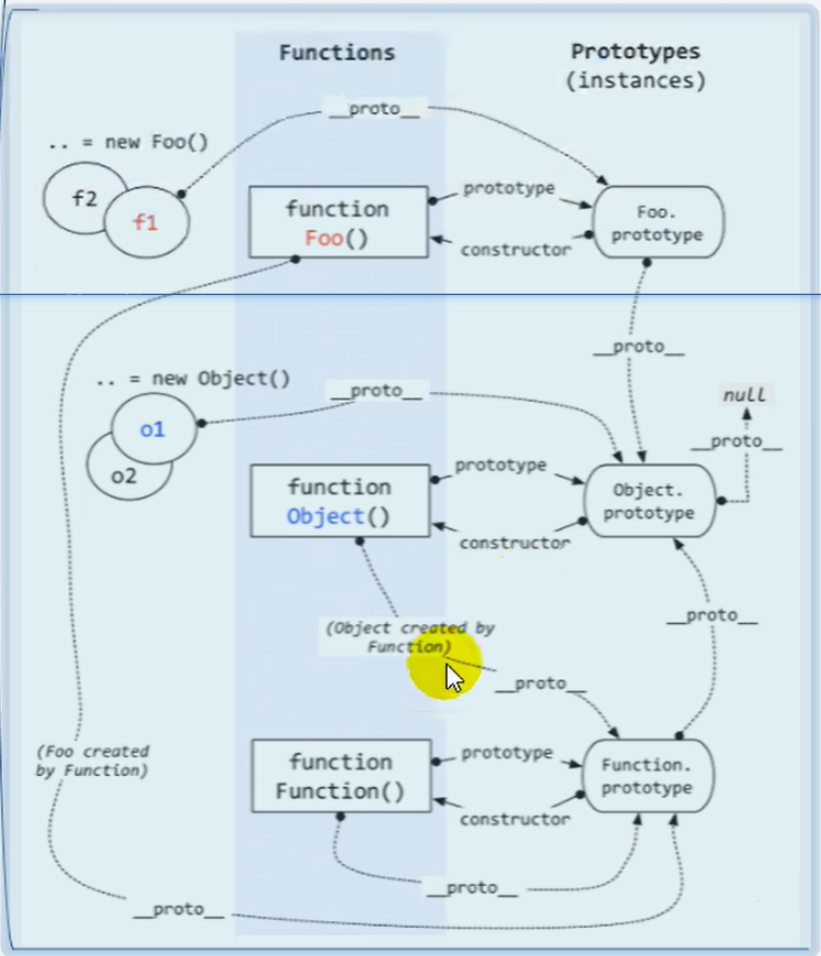 Functions
Prototypes
(instances)
__proto__
.. = new Foo()
f2
f1
function
Foo()
prototype
constructor
Foo.
prototype
__proto__
.. = new Object()
__proto__
null
__proto__
o1
o2
function
Object()
prototype
constructor
Object.
prototype
(Object created by
Function)
__proto__
__proto__
(Foo created
by Function)
function
Function()
prototype
constructor
Function.
prototype
__proto__
__proto__